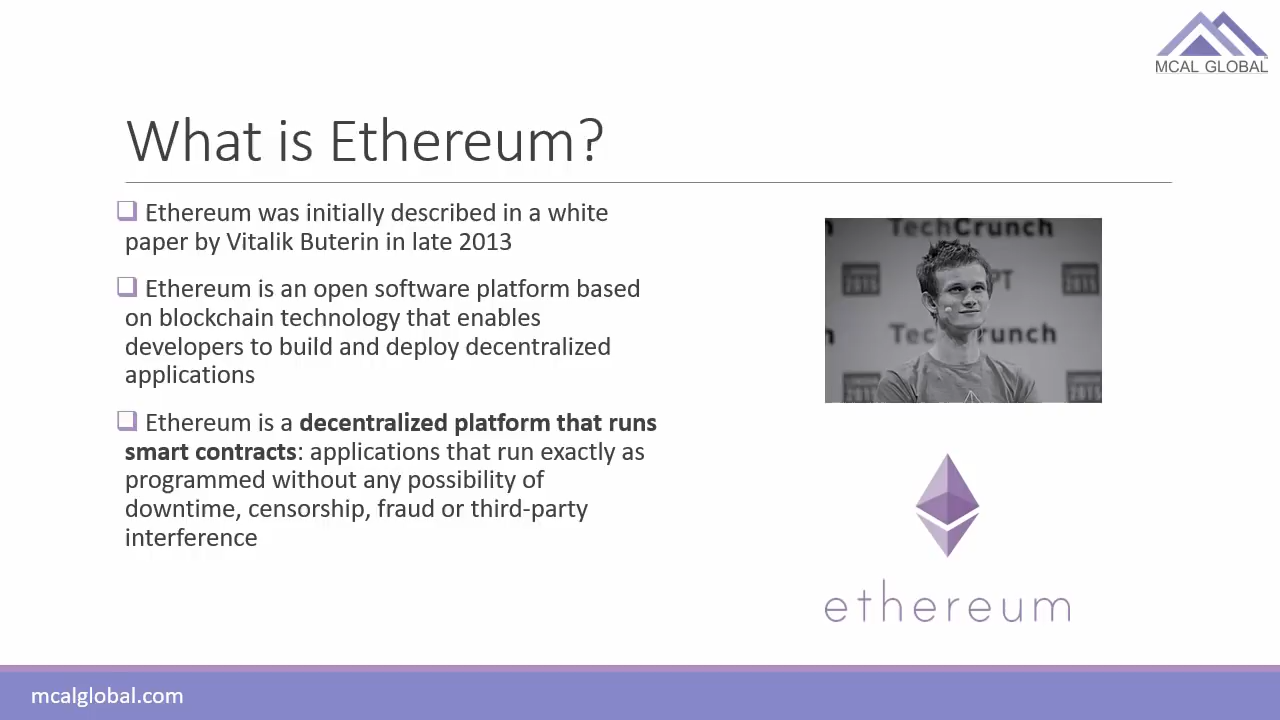 MCAL GLOBAL
What is Ethereum?
Ethereum was initially described in a white
paper by Vitalik Buterin in late 2013
Ethereum is an open software platform based
on blockchain technology that enables
developers to build and deploy decentralized
applications
Ethereum is a decentralized platform that runs
smart contracts: applications that run exactly as
programmed without any possibility of
downtime, censorship, fraud or third-party
interference
TechCrunch
PT
Tec Crunch
ethereum
mcalglobal.com